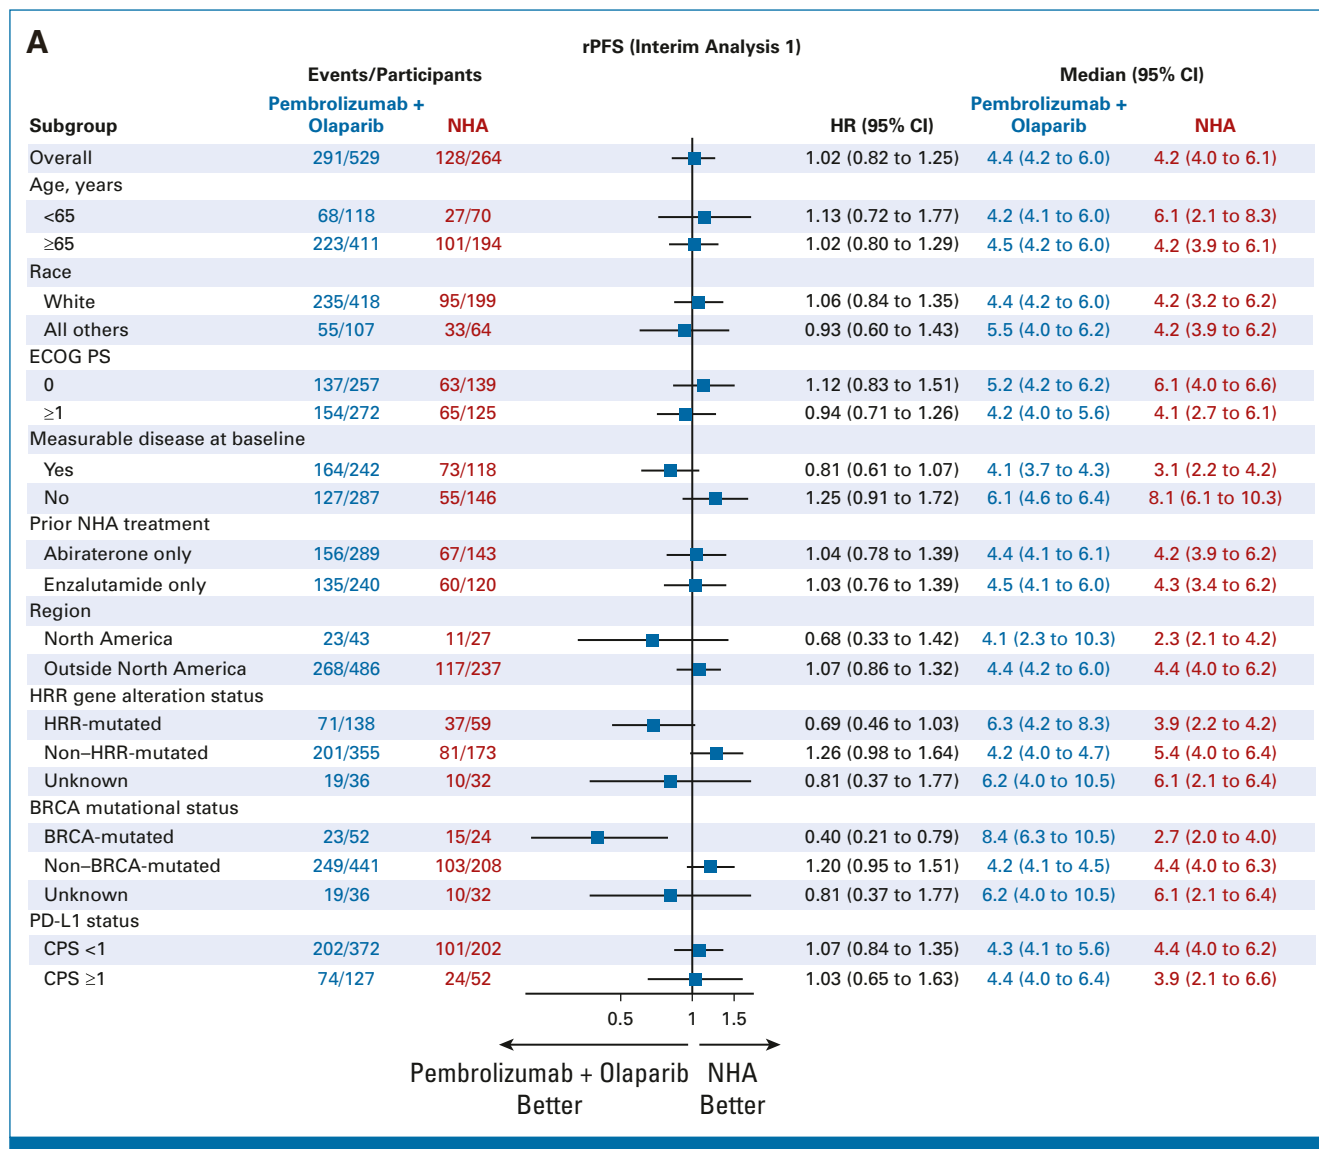 A
rPFS (Interim Analysis 1)
Events/Participants Median (95% CI)
Pembrolizumab + Pembrolizumab +
Subgroup Olaparib NHA HR (95% CI) Olaparib NHA
Overall 291/529 128/264 1.02 (0.82 to 1.25) 4.4 (4.2 to 6.0) 4.2 (4.0 to 6.1)
Age, years
<65 68/118 27/70 1.13 (0.72 to 1.77) 4.2 (4.1 to 6.0) 6.1 (2.1 to 8.3)
≥65 223/411 101/194 1.02 (0.80 to 1.29) 4.5 (4.2 to 6.0) 4.2 (3.9 to 6.1)
Race
White 235/418 95/199 1.06 (0.84 to 1.35) 4.4 (4.2 to 6.0) 4.2 (3.2 to 6.2)
All others 55/107 33/64 0.93 (0.60 to 1.43) 5.5 (4.0 to 6.2) 4.2 (3.9 to 6.2)
ECOG PS
0 137/257 63/139 1.12 (0.83 to 1.51) 5.2 (4.2 to 6.2) 6.1 (4.0 to 6.6)
≥1 154/272 65/125 0.94 (0.71 to 1.26) 4.2 (4.0 to 5.6) 4.1 (2.7 to 6.1)
Measurable disease at baseline
Yes 164/242 73/118 0.81 (0.61 to 1.07) 4.1 (3.7 to 4.3) 3.1 (2.2 to 4.2)
No 127/287 55/146 1.25 (0.91 to 1.72) 6.1 (4.6 to 6.4) 8.1 (6.1 to 10.3)
Prior NHA treatment
Abiraterone only 156/289 67/143 1.04 (0.78 to 1.39) 4.4 (4.1 to 6.1) 4.2 (3.9 to 6.2)
Enzalutamide only 135/240 60/120 1.03 (0.76 to 1.39) 4.5 (4.1 to 6.0) 4.3 (3.4 to 6.2)
Region
North America 23/43 11/27 0.68 (0.33 to 1.42) 4.1 (2.3 to 10.3) 2.3 (2.1 to 4.2)
Outside North America 268/486 117/237 1.07 (0.86 to 1.32) 4.4 (4.2 to 6.0) 4.4 (4.0 to 6.2)
HRR gene alteration status
HRR-mutated 71/138 37/59 0.69 (0.46 to 1.03) 6.3 (4.2 to 8.3) 3.9 (2.2 to 4.2)
Non–HRR-mutated 201/355 81/173 1.26 (0.98 to 1.64) 4.2 (4.0 to 4.7) 5.4 (4.0 to 6.4)
Unknown 19/36 10/32 0.81 (0.37 to 1.77) 6.2 (4.0 to 10.5) 6.1 (2.1 to 6.4)
BRCA mutational status
BRCA-mutated 23/52 15/24 0.40 (0.21 to 0.79) 8.4 (6.3 to 10.5) 2.7 (2.0 to 4.0)
Non–BRCA-mutated 249/441 103/208 1.20 (0.95 to 1.51) 4.2 (4.1 to 4.5) 4.4 (4.0 to 6.3)
Unknown 19/36 10/32 0.81 (0.37 to 1.77) 6.2 (4.0 to 10.5) 6.1 (2.1 to 6.4)
PD-L1 status
CPS <1 202/372 101/202 1.07 (0.84 to 1.35) 4.3 (4.1 to 5.6) 4.4 (4.0 to 6.2)
CPS ≥1 74/127 24/52 1.03 (0.65 to 1.63) 4.4 (4.0 to 6.4) 3.9 (2.1 to 6.6)
0.5 1 1.5
Pembrolizumab + Olaparib NHA
Better Better